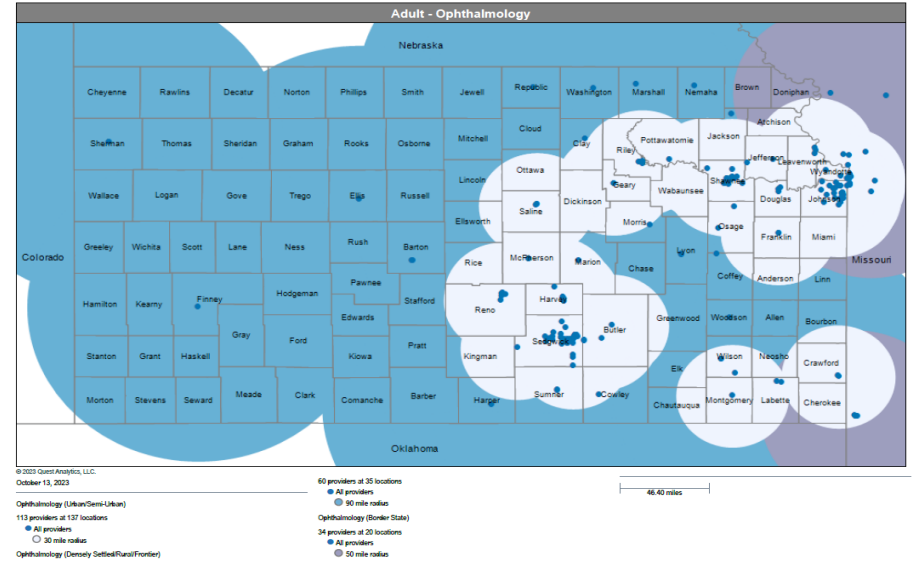 Adult - Ophthalmology
Nebraska
Cheyenne Rawlins Decatur Norton Phillips Smith Jewell Republic Washington Marshall Nemaha Brown Doniphan
Sherman Thomas Sheridan Graham Rooks Osborne Mitchell Cloud Clay Riley Pottawatomie Jackson Atchison Jefferson Leavenworth Wyandotte
Wallace Logan Gove Trego Ellis Russell Lincoln Ottawa Saline Dickinson Geary Wabaunsee Shawnee Douglas Johnson
Greeley Wichita Scott Lane Ness Rush Barton Ellsworth Rice McPherson Marion Morris Lyon Osage Franklin Miami
Colorado
Missouri
Hamilton Kearny Finney Hodgeman Pawnee Stafford Reno Harvey Chase Coffey Anderson Linn
Gray Ford Edwards Pratt Sedgwick Butler Greenwood Woodson Allen Bourbon
Stanton Grant Haskell Kiowa Kingman Elk Wilson Neosho Crawford
Morton Stevens Seward Meade Clark Comanche Barber Harper Sumner Cowley Chautauqua Montgomery Labette Cherokee
Oklahoma
© 2023 Quest Analytics, LLC.
October 13, 2023
Ophthalmology (Urban/Semi-Urban)
113 providers at 137 locations
All providers
30 mile radius
Ophthalmology (Densely Settled/Rural/Frontier)
60 providers at 35 locations
All providers
90 mile radius
Ophthalmology (Border State)
34 providers at 20 locations
All providers
50 mile radius
46.40 miles